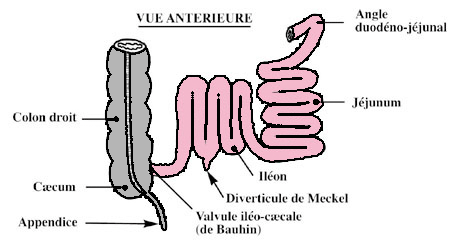 VUE ANTERIEURE
Angle
duodéno-jéjunal
Jéjunum
Colon droit
Iléon
Cæcum
Diverticule de Meckel
Valvule iléo-cæcale
(de Bauhin)
Appendice